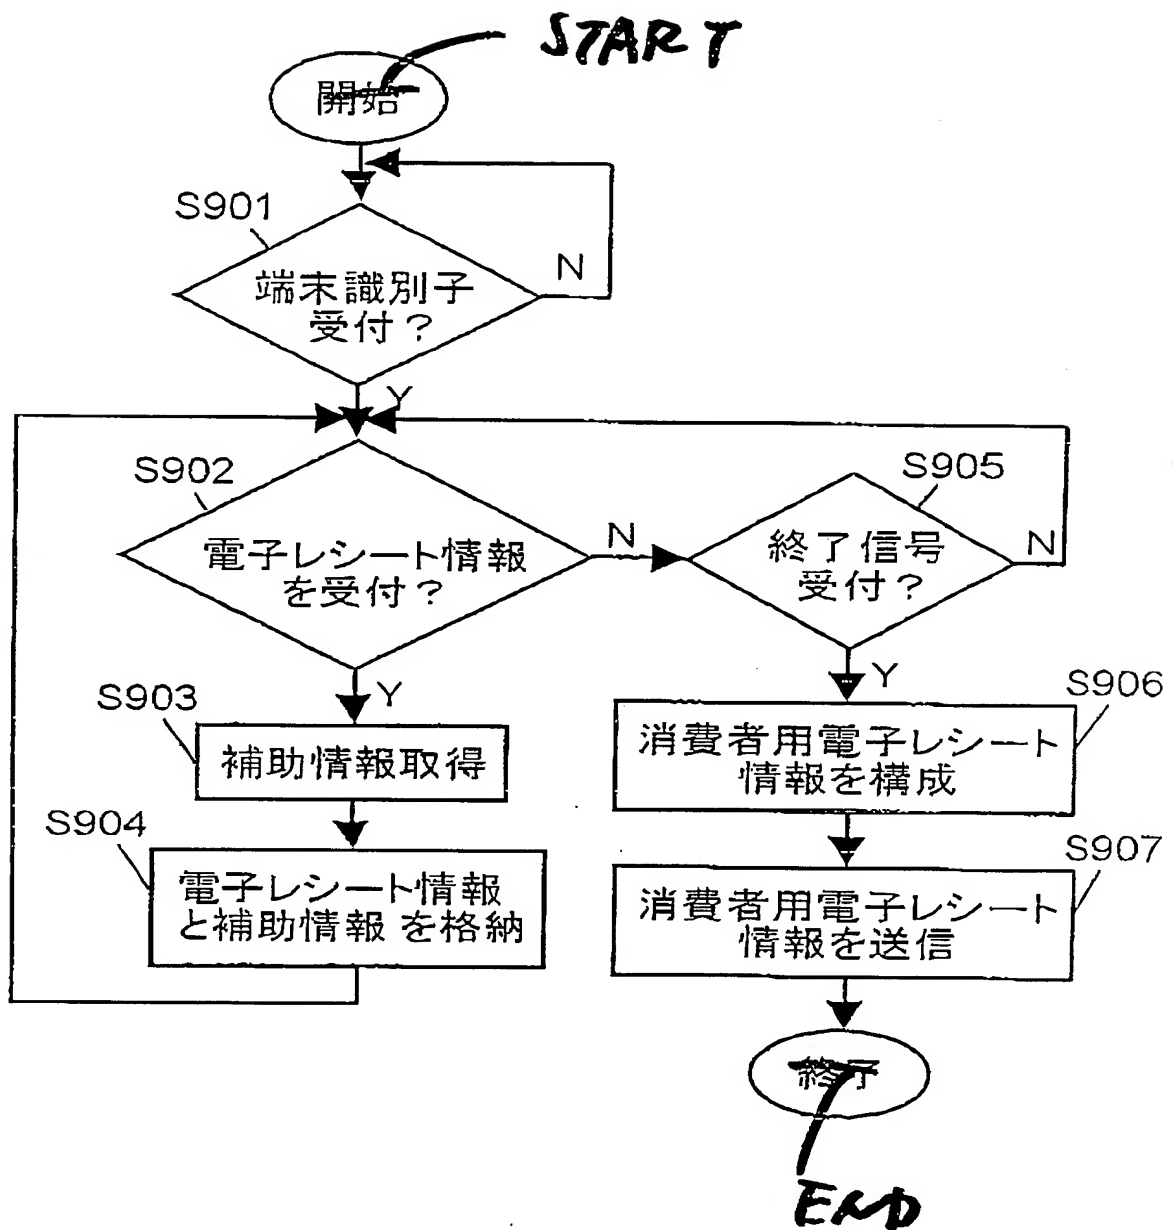 START
開始
S901
端末識別子
受付?
N
Y
S902
電子レシート情報
を受付?
N
S905
終了信号
受付?
N
Y
S903
補助情報取得
S904
電子レシート情報
と補助情報 を格納
Y
S906
消費者用電子レシート
情報を構成
S907
消費者用電子レシート
情報を送信
終了
END